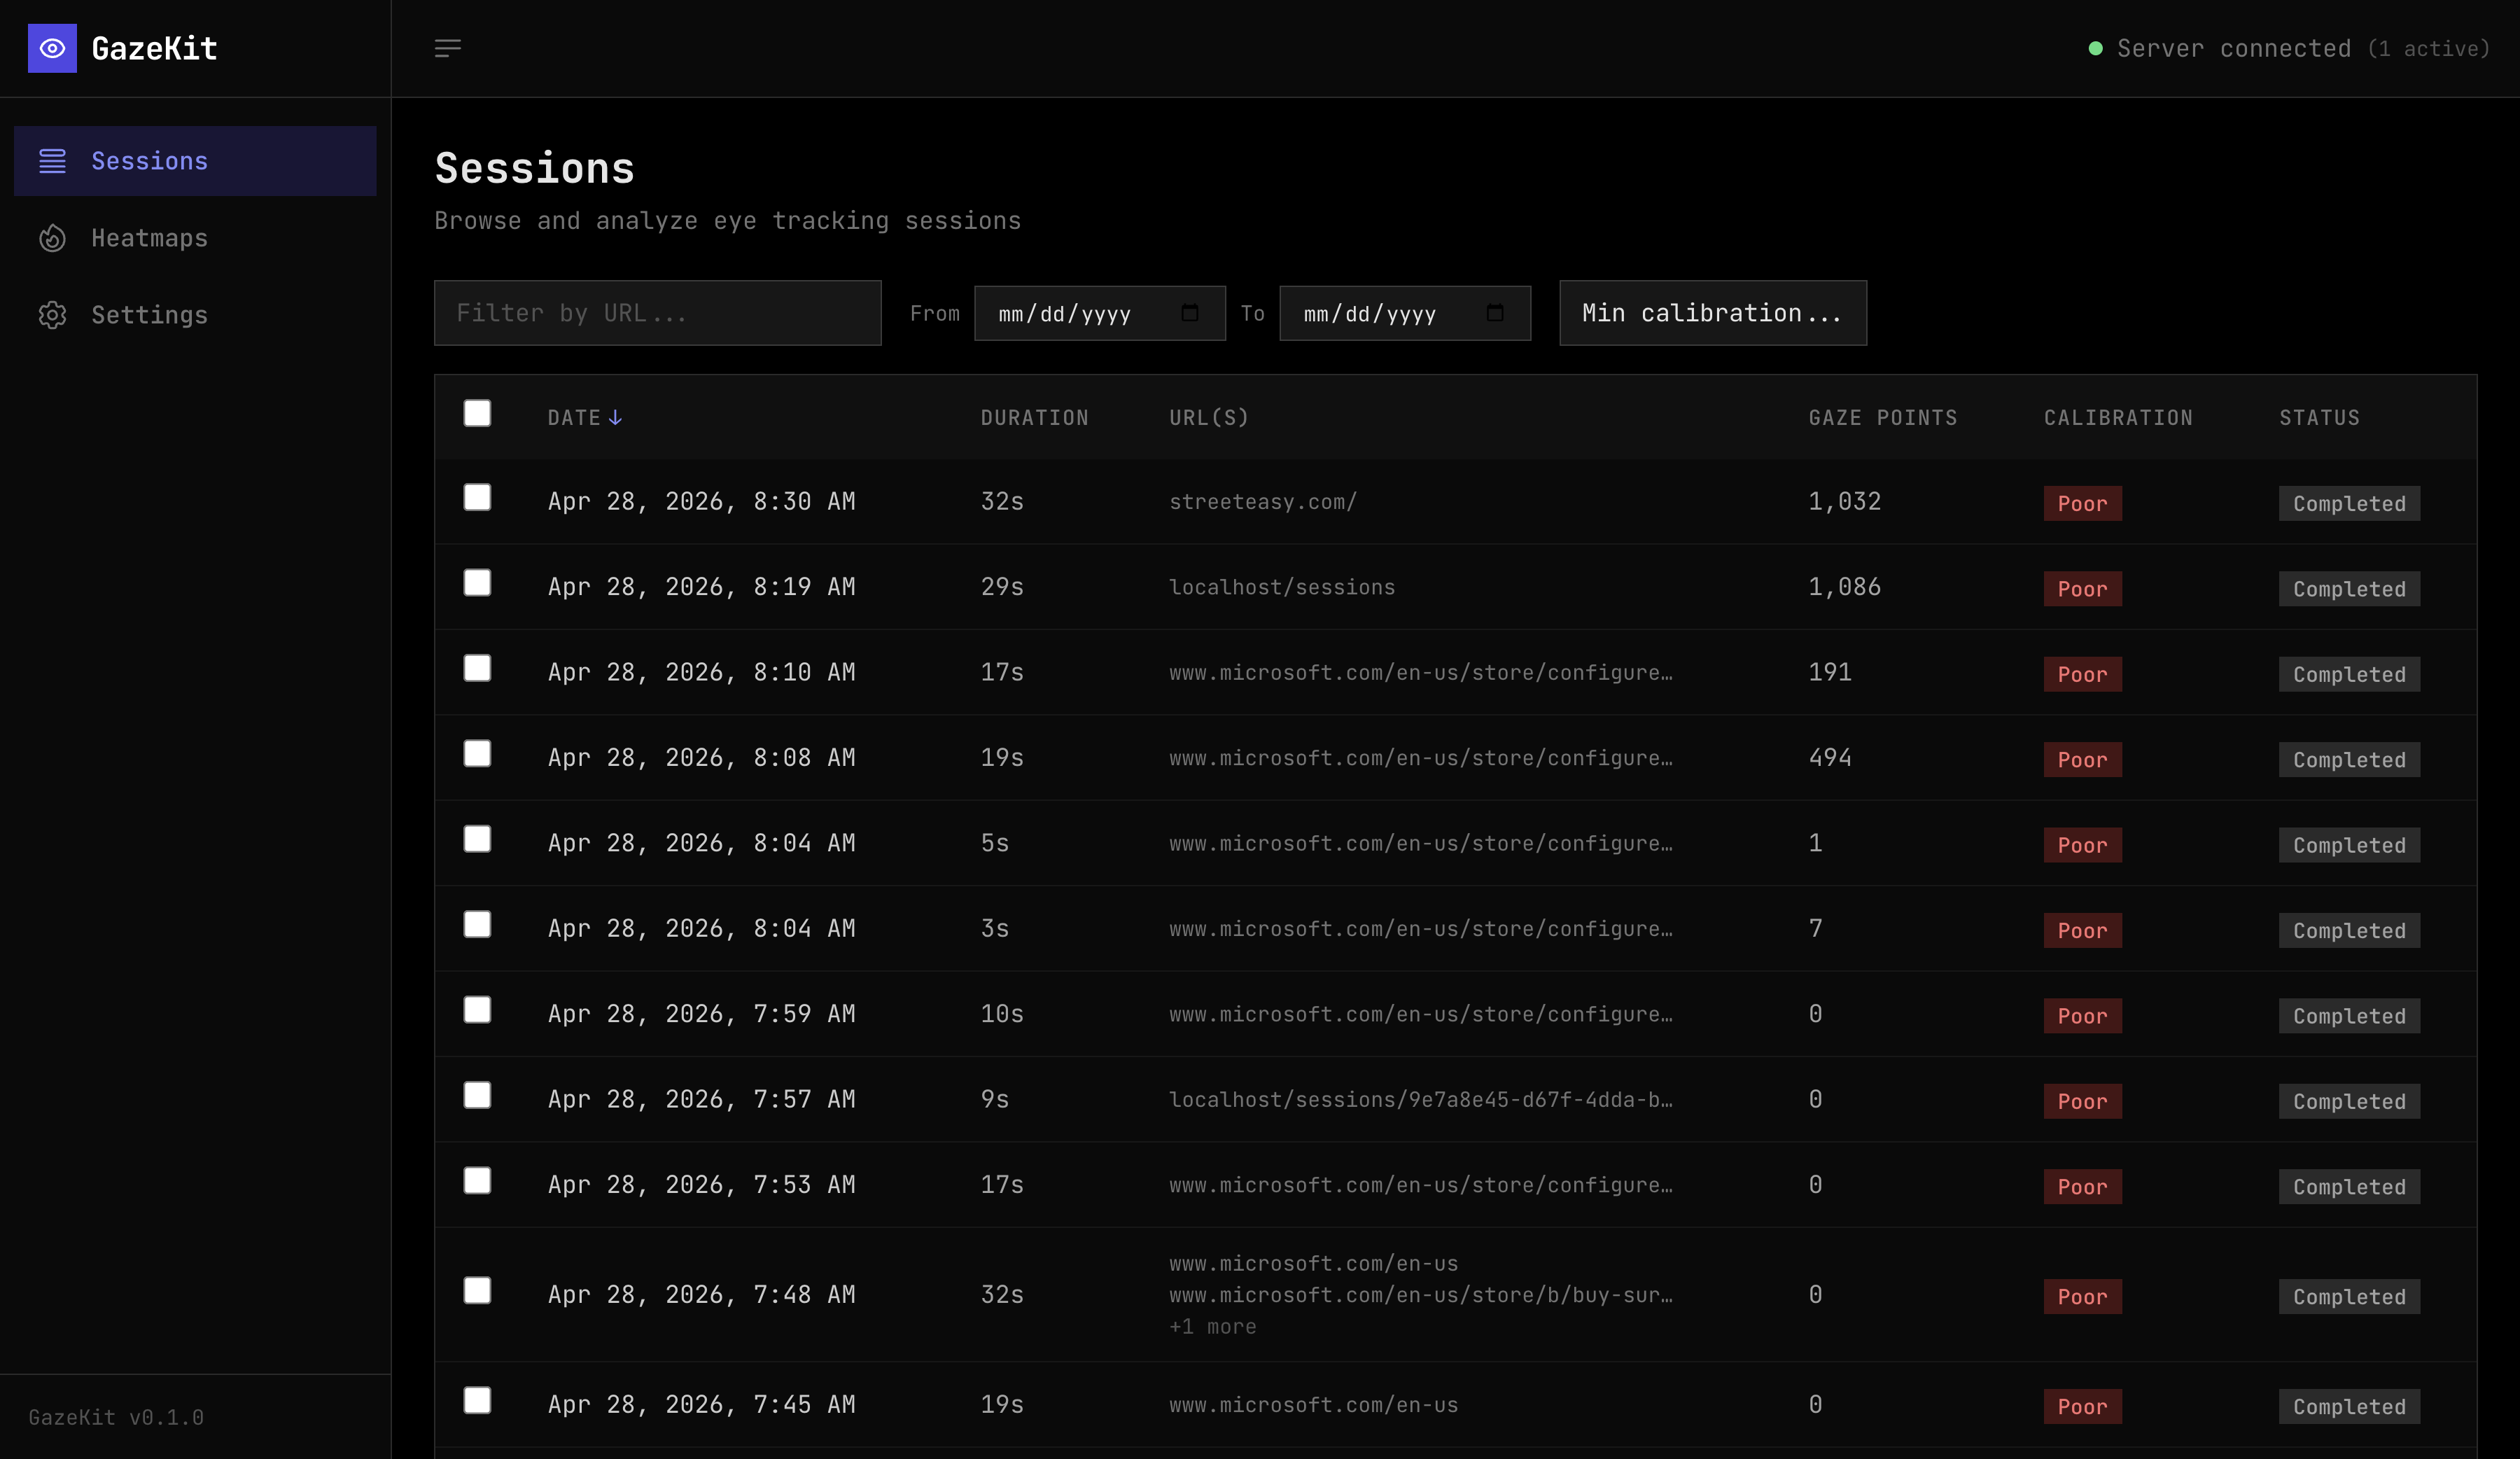 GazeKit
Server connected (1 active)
Sessions
Heatmaps
Settings
Sessions
Browse and analyze eye tracking sessions
Filter by URL... From mm/dd/yyyy To mm/dd/yyyy Min calibration...
DATE↓ DURATION URL(S) GAZE POINTS CALIBRATION STATUS
Apr 28, 2026, 8:30 AM 32s streeteasy.com/ 1,032 Poor Completed
Apr 28, 2026, 8:19 AM 29s localhost/sessions 1,086 Poor Completed
Apr 28, 2026, 8:10 AM 17s www.microsoft.com/en-us/store/configure… 191 Poor Completed
Apr 28, 2026, 8:08 AM 19s www.microsoft.com/en-us/store/configure… 494 Poor Completed
Apr 28, 2026, 8:04 AM 5s www.microsoft.com/en-us/store/configure… 1 Poor Completed
Apr 28, 2026, 8:04 AM 3s www.microsoft.com/en-us/store/configure… 7 Poor Completed
Apr 28, 2026, 7:59 AM 10s www.microsoft.com/en-us/store/configure… 0 Poor Completed
Apr 28, 2026, 7:57 AM 9s localhost/sessions/9e7a8e45-d67f-4dda-b… 0 Poor Completed
Apr 28, 2026, 7:53 AM 17s www.microsoft.com/en-us/store/configure… 0 Poor Completed
www.microsoft.com/en-us
Apr 28, 2026, 7:48 AM 32s www.microsoft.com/en-us/store/b/buy-sur… 0 Poor Completed
+1 more
Apr 28, 2026, 7:45 AM 19s www.microsoft.com/en-us 0 Poor Completed
GazeKit v0.1.0